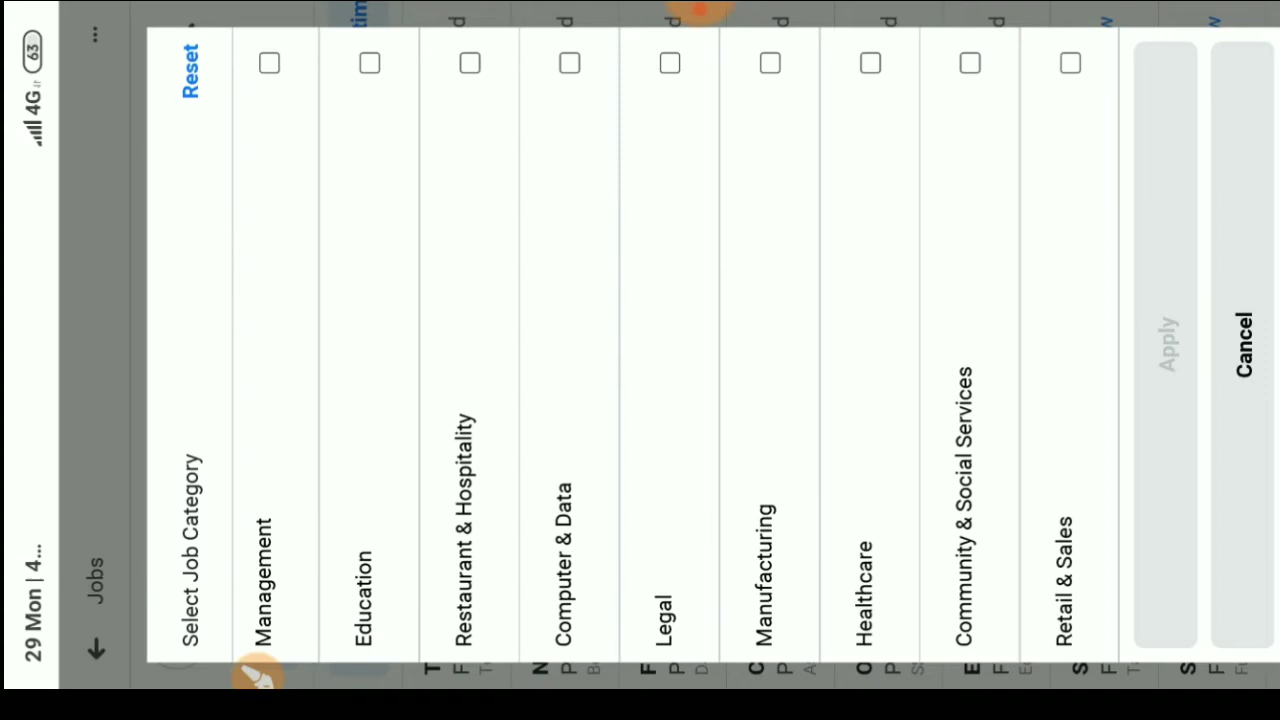 29 Mon | 4...
4G
63
Jobs
...
Select Job Category
Reset
Management
Education
Restaurant & Hospitality
Computer & Data
Legal
Manufacturing
Healthcare
Community & Social Services
Retail & Sales
Apply
Cancel